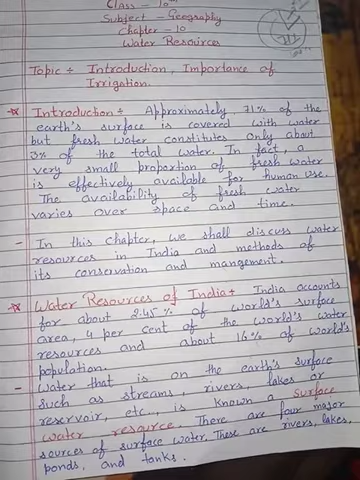 Class - 10th
Subject - Geography
Chapter - 10
Water Resources
Topic ÷ Introduction, Importance of
Irrigation.
Introduction ÷ Approximately 71% of the
earth's surface is covered with water
but fresh water constitutes only about
3% of the total water. In fact, a
very small proportion of fresh water
is effectively available for human use.
The availability of fresh water
varies over space and time.
- In this chapter, we shall discuss water
resources in India and methods of
its conservation and mangement.
Water Resources of India ÷ India accounts
for about 2.45% of world's surface
area, 4 per cent of the world's water
resources and about 16% of world's
population.
- Water that is on the earth's surface
such as streams, rivers, lakes or
reservoir, etc., is known a surface
water resource. There are four major
sources of surface water. These are rivers, lakes,
ponds, and tanks.